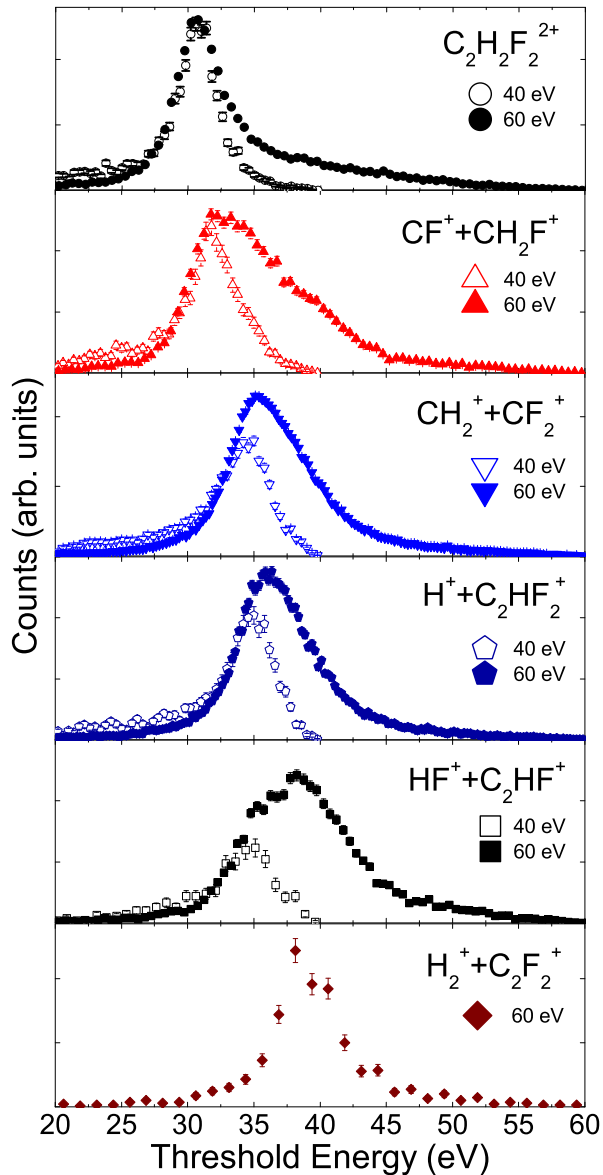 C₂H₂F₂²⁺
40 eV
60 eV
CF⁺+CH₂F⁺
40 eV
60 eV
CH₂⁺+CF₂⁺
40 eV
60 eV
H⁺+C₂HF₂⁺
40 eV
60 eV
HF⁺+C₂HF⁺
40 eV
60 eV
H₂⁺+C₂F₂⁺
60 eV
Counts (arb. units)
20 25 30 35 40 45 50 55 60
Threshold Energy (eV)